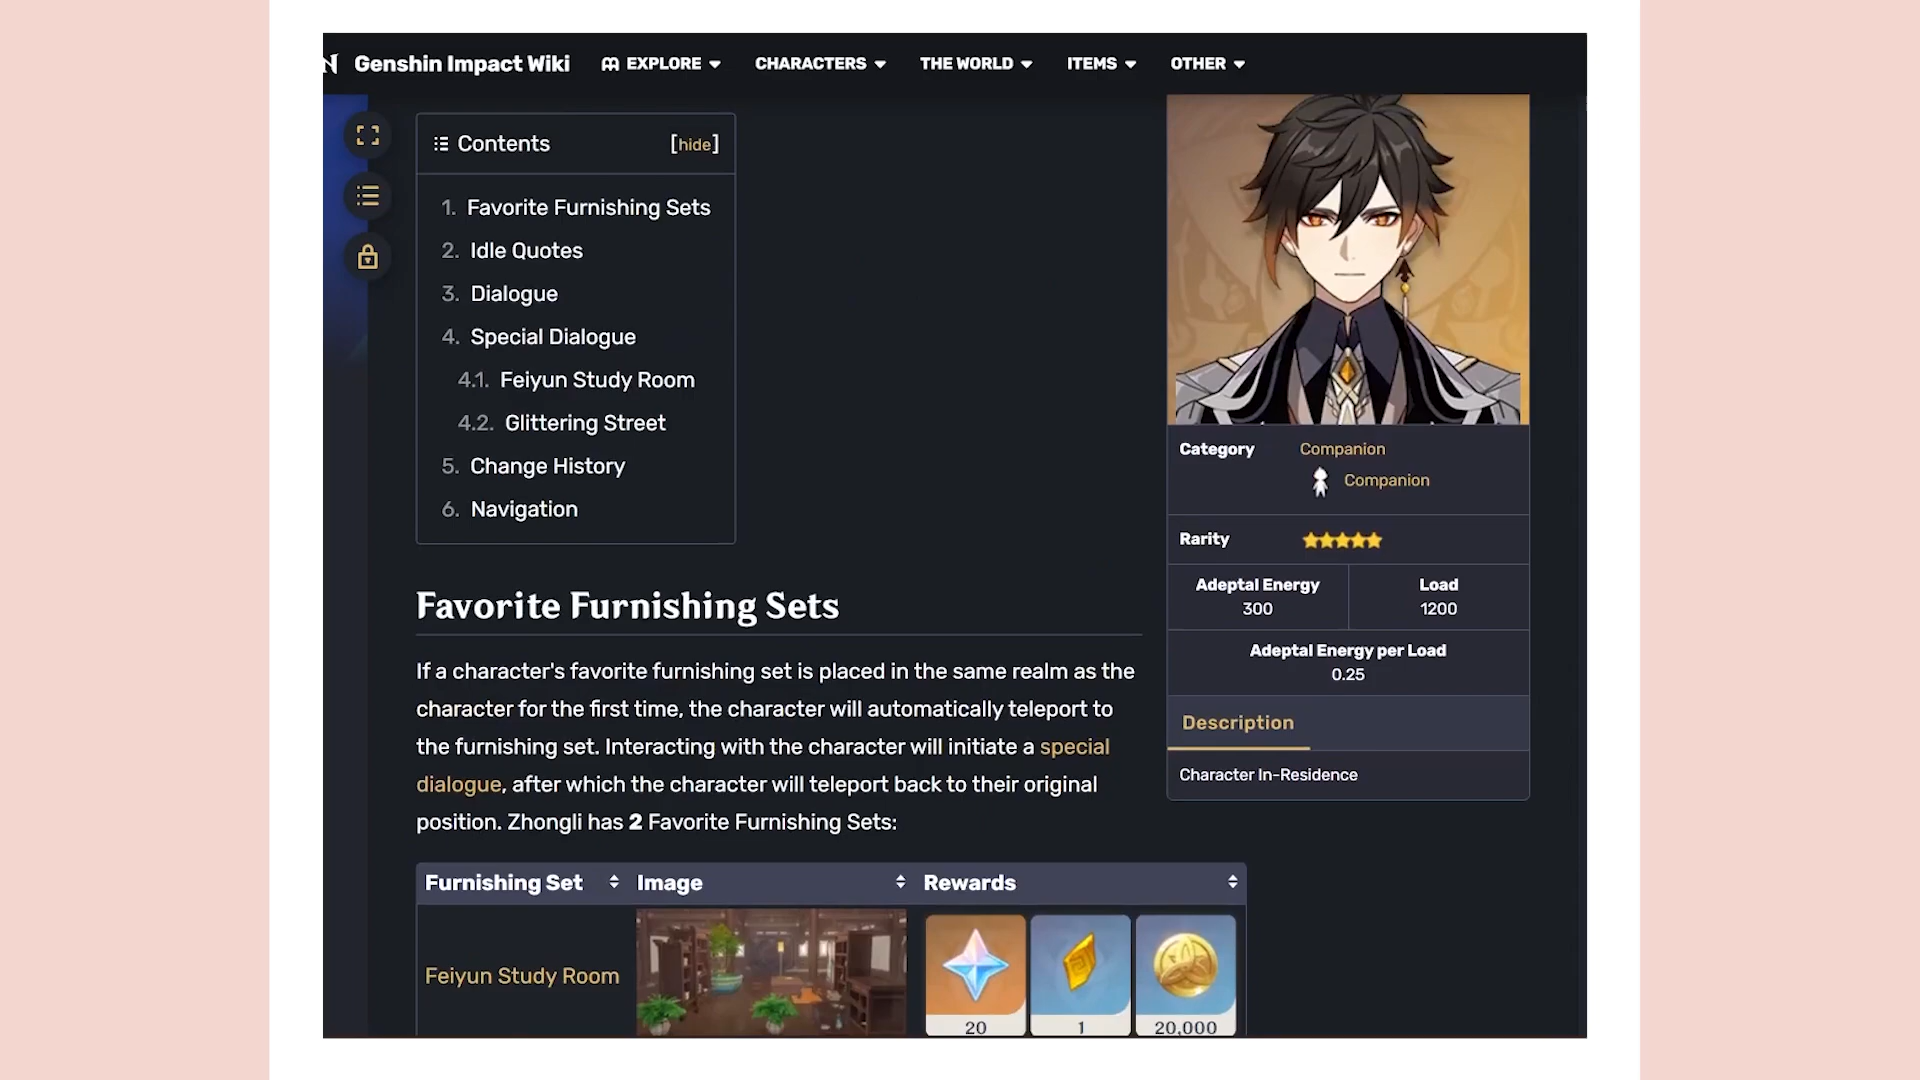 Genshin Impact Wiki EXPLORE CHARACTERS THE WORLD ITEMS OTHER
Contents [hide]
1. Favorite Furnishing Sets
2. Idle Quotes
3. Dialogue
4. Special Dialogue
4.1. Feiyun Study Room
4.2. Glittering Street
5. Change History
6. Navigation
Favorite Furnishing Sets
If a character's favorite furnishing set is placed in the same realm as the
character for the first time, the character will automatically teleport to
the furnishing set. Interacting with the character will initiate a special
dialogue, after which the character will teleport back to their original
position. Zhongli has 2 Favorite Furnishing Sets:
Furnishing Set Image Rewards
Feiyun Study Room
20 1 20,000
Category Companion
Companion
Rarity
Adeptal Energy Load
300 1200
Adeptal Energy per Load
0.25
Description
Character In-Residence